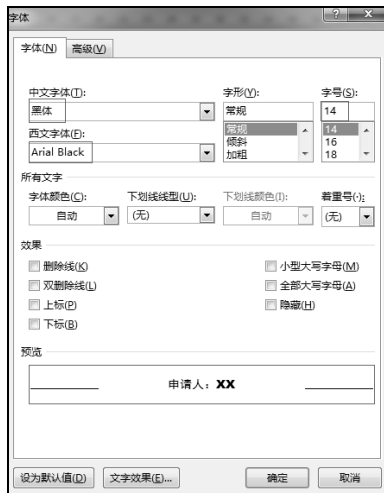 字体
字体(N) 高级(V)
中文字体(T): 字形(Y): 字号(S):
黑体 常规 14
西文字体(F): 常规 14
Arial Black 倾斜 16
加粗 18
所有文字
字体颜色(C): 下划线线型(U): 下划线颜色(I): 着重号(·):
自动 (无) 自动 (无)
效果
删除线(K) 小型大写字母(M)
双删除线(L) 全部大写字母(A)
上标(P) 隐藏(H)
下标(B)
预览
申请人：XX
设为默认值(D) 文字效果(E)... 确定 取消